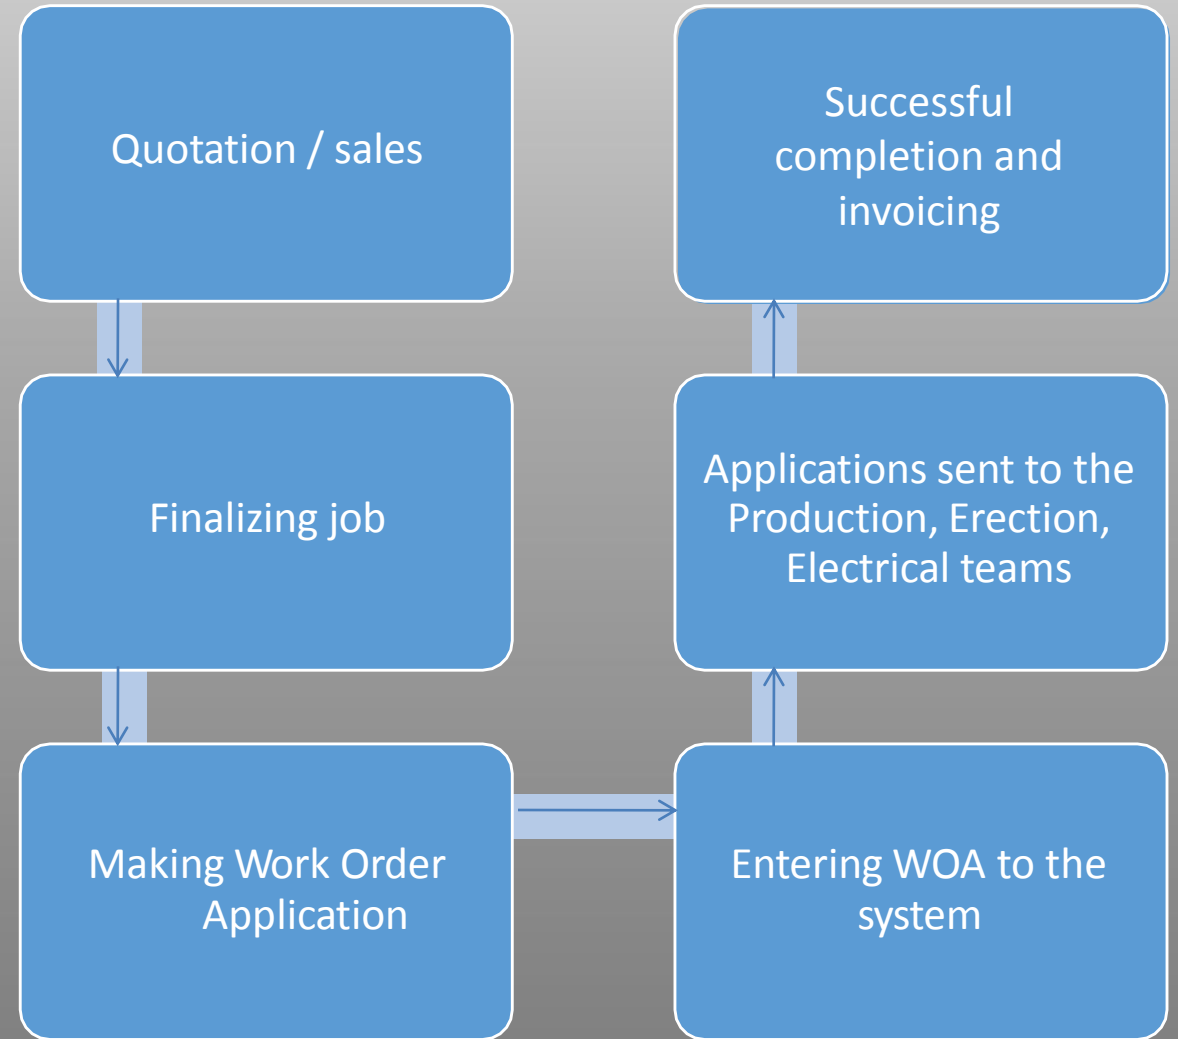 Quotation / sales
Finalizing job
Making Work Order
Application
Entering WOA to the
system
Applications sent to the
Production, Erection,
Electrical teams
Successful
completion and
invoicing